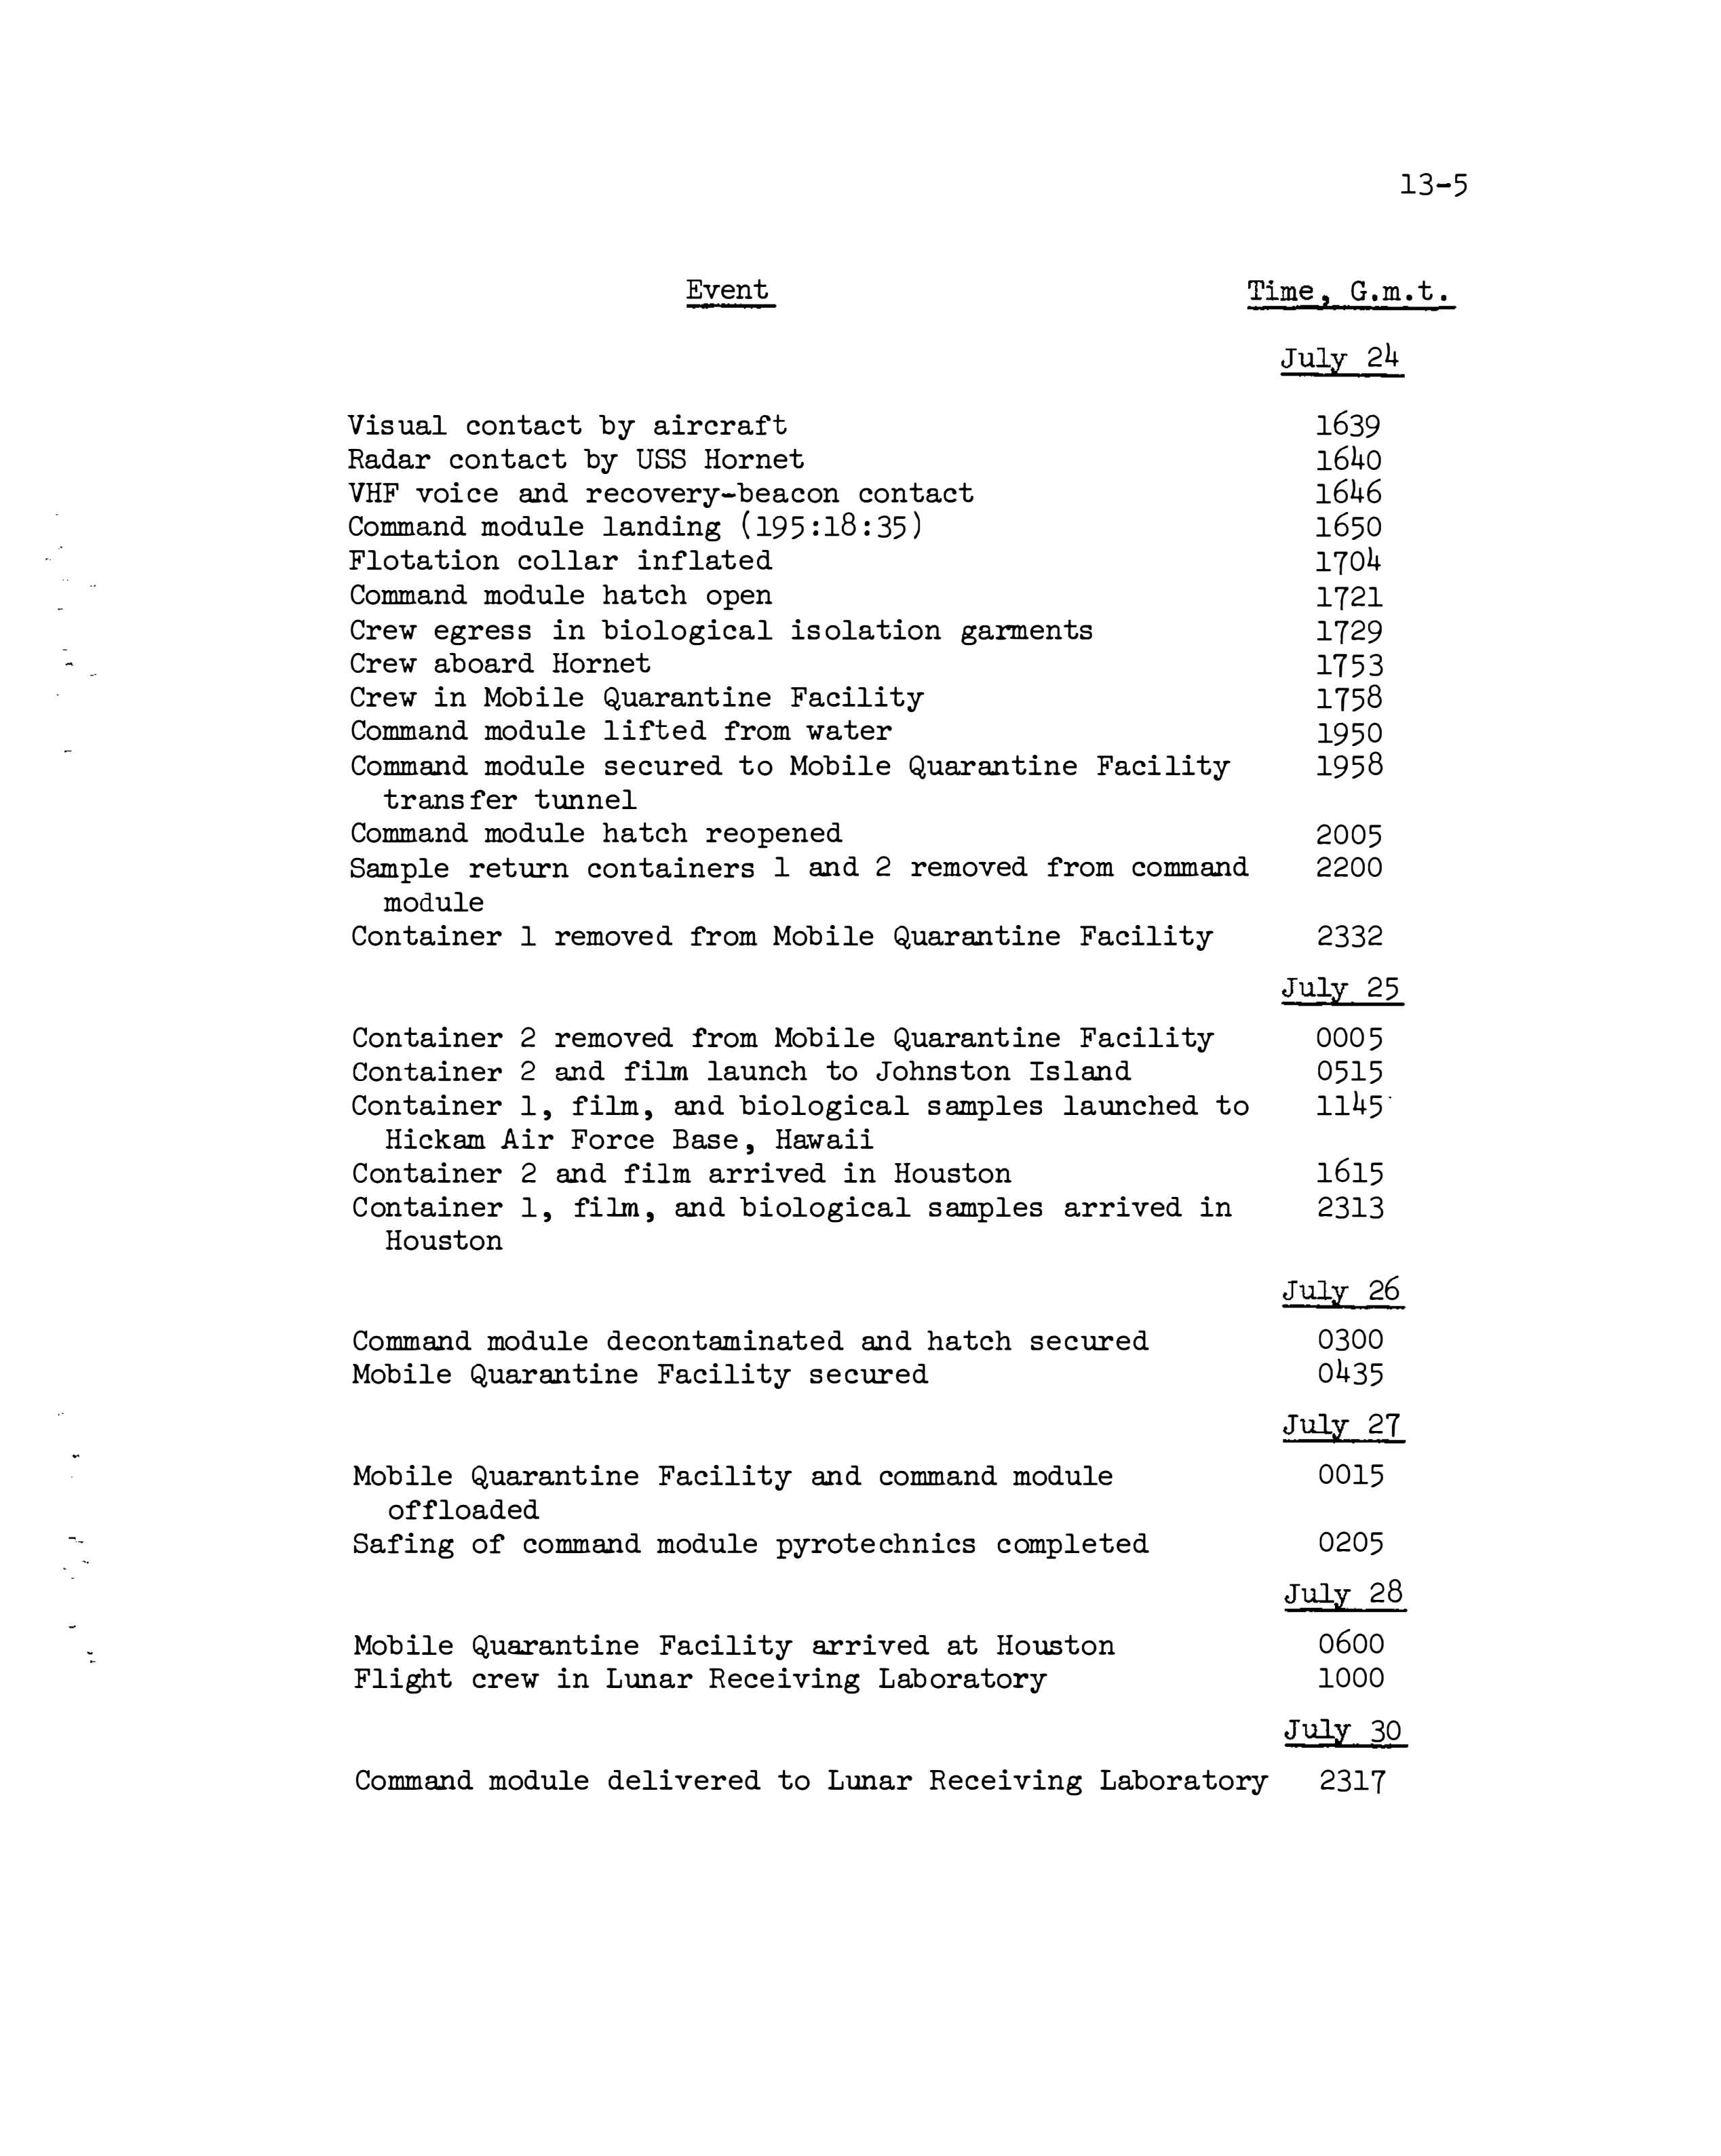 13-5
Event Time, G.m.t.
July 24
Visual contact by aircraft 1639
Radar contact by USS Hornet 1640
VHF voice and recovery-beacon contact 1646
Command module landing (195:18:35) 1650
Flotation collar inflated 1704
Command module hatch open 1721
Crew egress in biological isolation garments 1729
Crew aboard Hornet 1753
Crew in Mobile Quarantine Facility 1758
Command module lifted from water 1950
Command module secured to Mobile Quarantine Facility 1958
transfer tunnel
Command module hatch reopened 2005
Sample return containers 1 and 2 removed from command 2200
module
Container 1 removed from Mobile Quarantine Facility 2332
July 25
Container 2 removed from Mobile Quarantine Facility 0005
Container 2 and film launch to Johnston Island 0515
Container 1, film, and biological samples launched to 1145
Hickam Air Force Base, Hawaii
Container 2 and film arrived in Houston 1615
Container 1, film, and biological samples arrived in 2313
Houston
July 26
Command module decontaminated and hatch secured 0300
Mobile Quarantine Facility secured 0435
July 27
Mobile Quarantine Facility and command module 0015
offloaded
Safing of command module pyrotechnics completed 0205
July 28
Mobile Quarantine Facility arrived at Houston 0600
Flight crew in Lunar Receiving Laboratory 1000
July 30
Command module delivered to Lunar Receiving Laboratory 2317